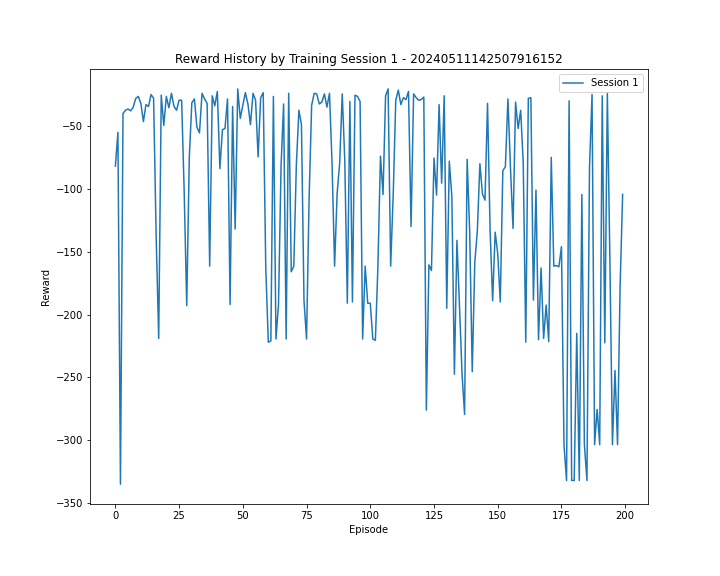 Reward History by Training Session 1 - 20240511142507916152
Session 1
−50
−100
−150
−200
−250
−300
−350
Reward
0 25 50 75 100 125 150 175 200
Episode